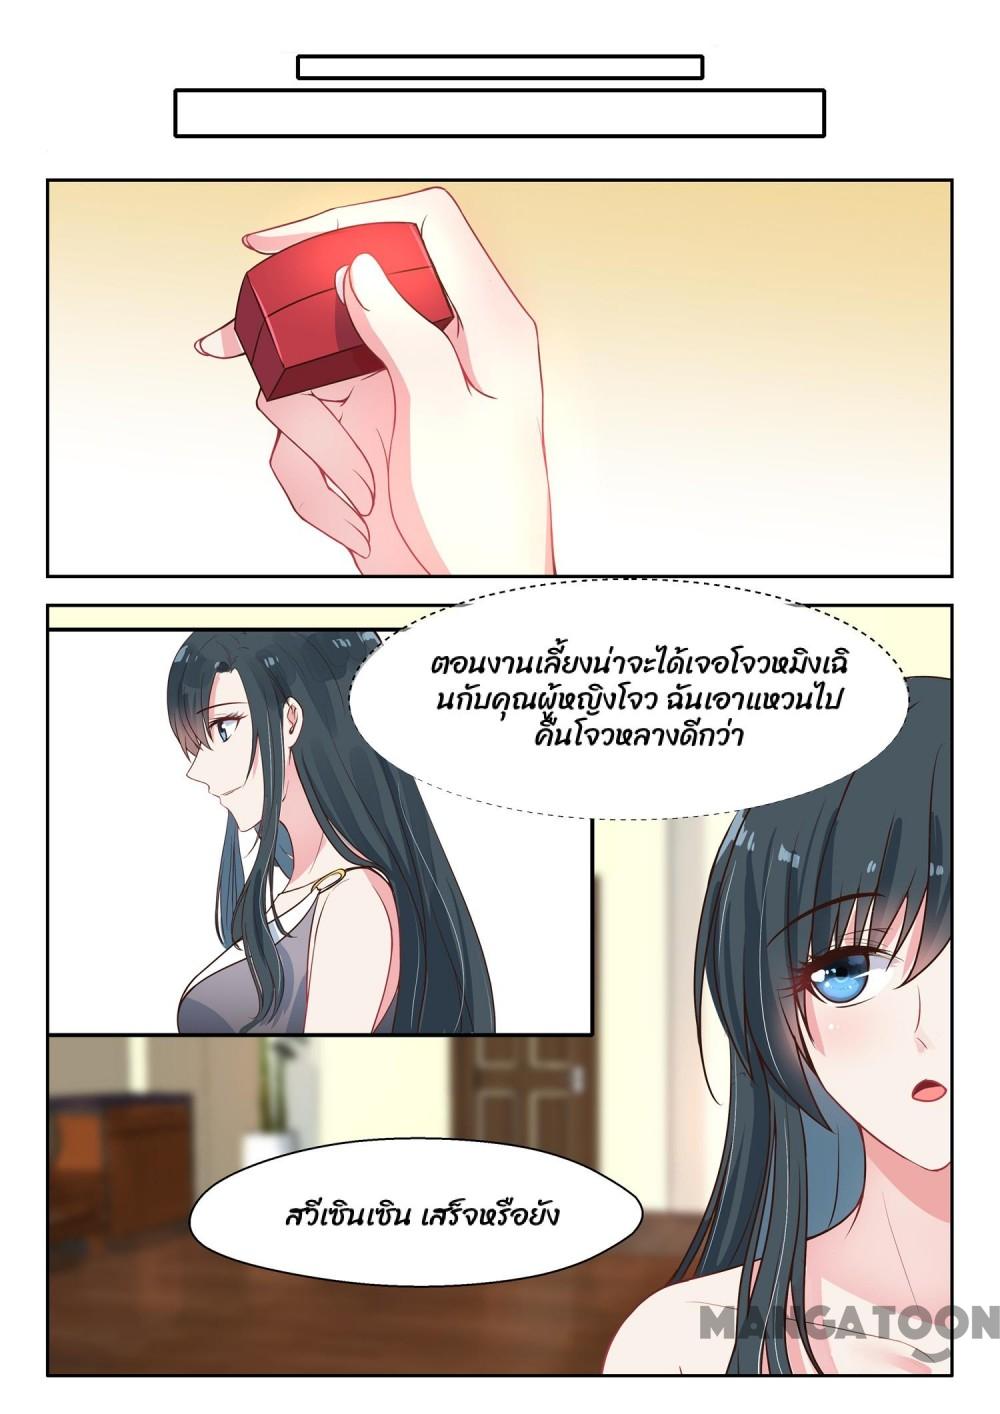 ตอนงานเลี้ยงน่าจะได้เจอโจวหมิงเฉิ
นกับคุณผู้หญิงโจว ฉันเอาแหวนไป
คืนโจวหลางดีกว่า
สวีเซินเซิน เสร็จหรือยัง
MANGATOON